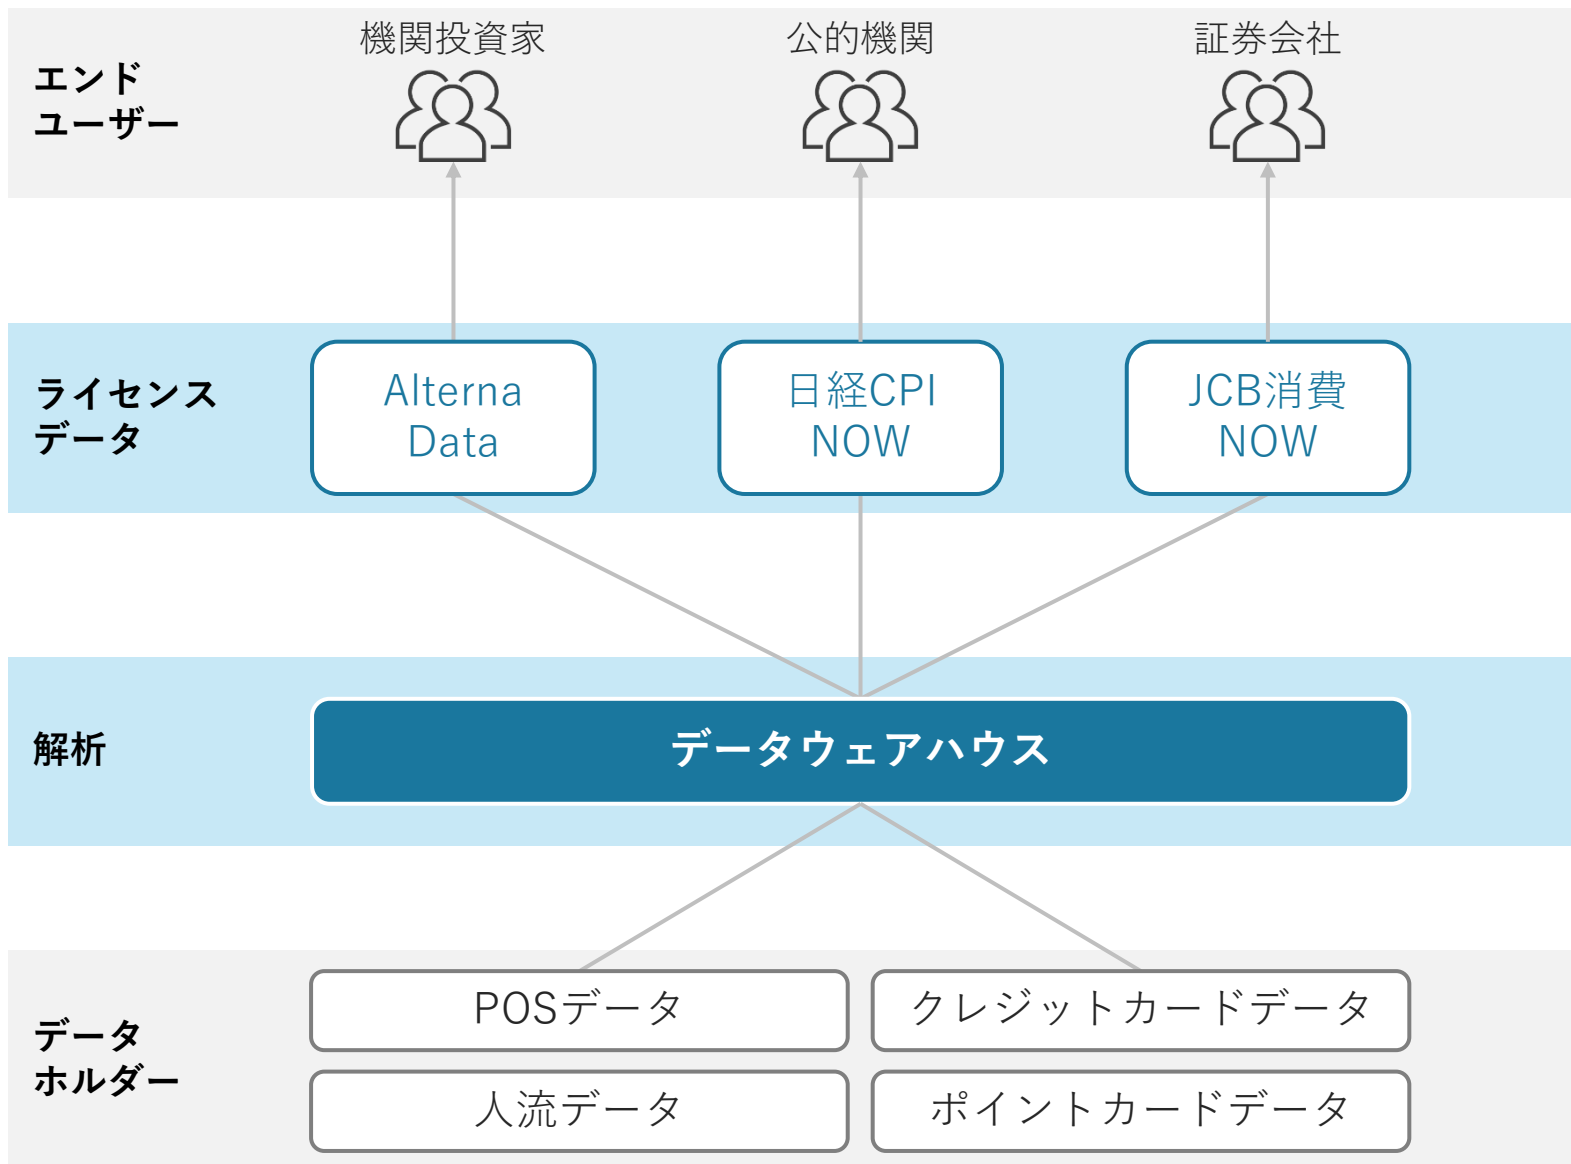 機関投資家
公的機関
証券会社
エンド
ユーザー
ライセンス
データ
Alterna
Data
日経CPI
NOW
JCB消費
NOW
解析
データウェアハウス
データ
ホルダー
POSデータ
クレジットカードデータ
人流データ
ポイントカードデータ